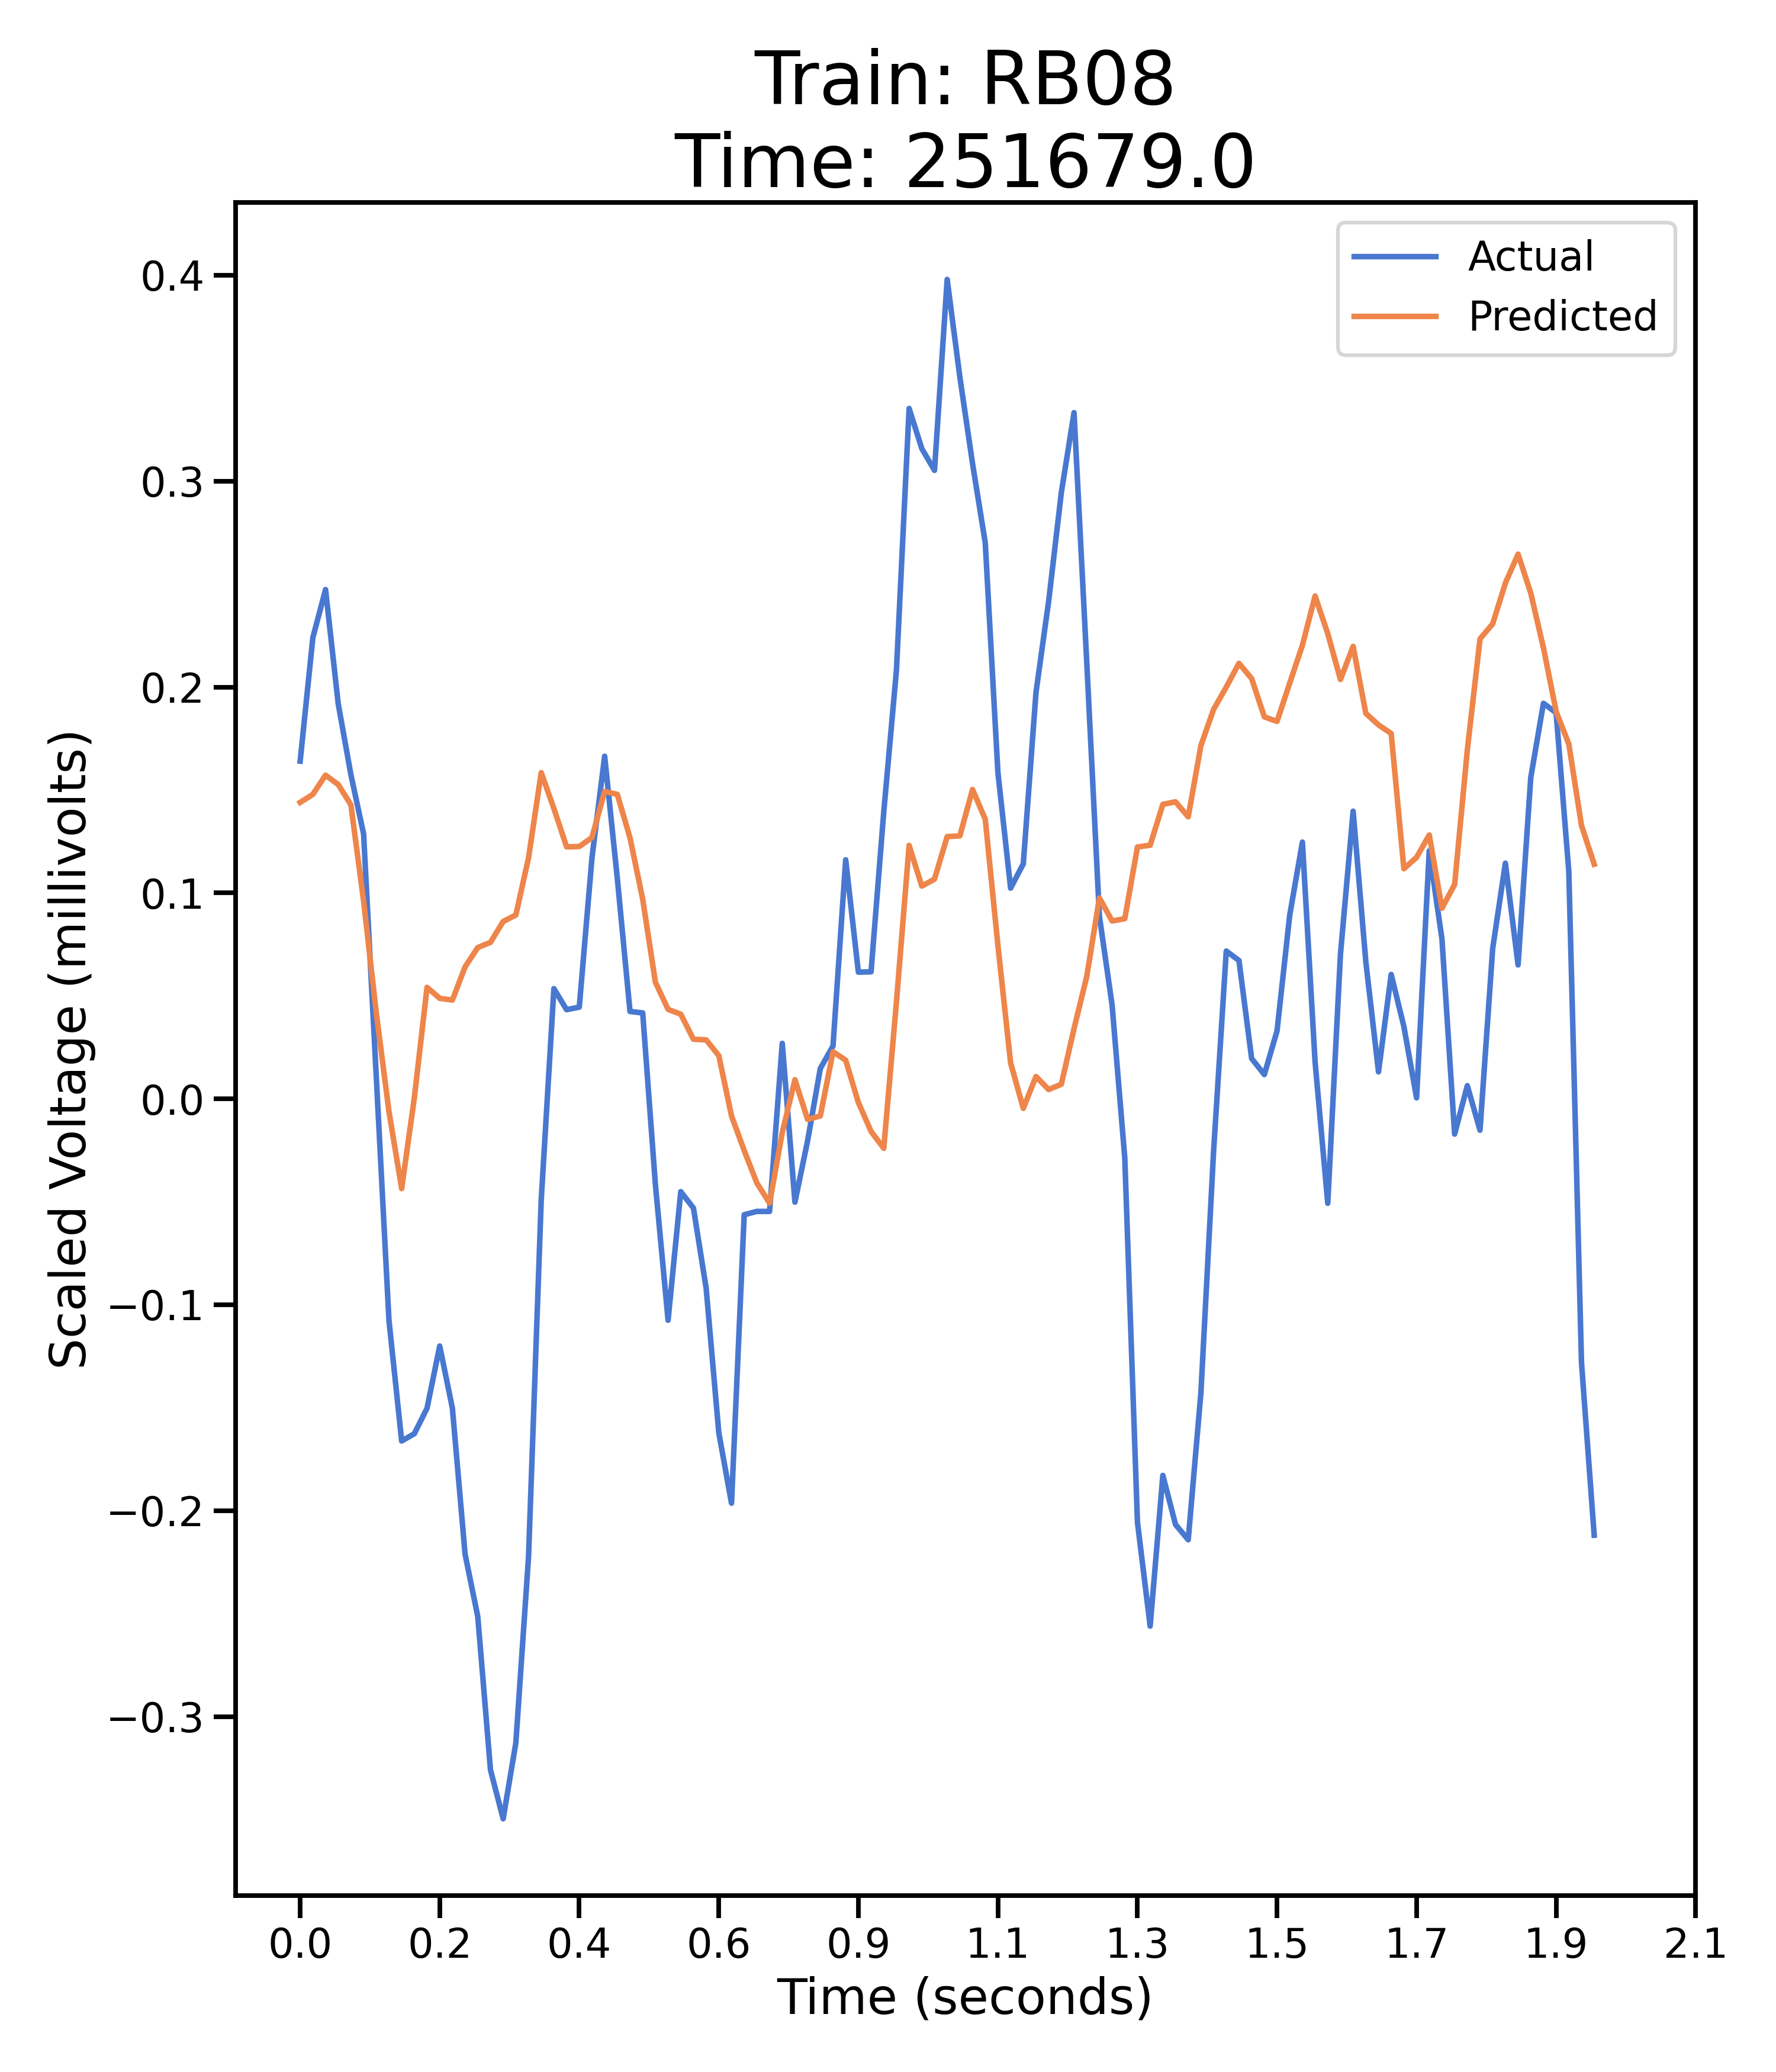 Train: RB08
Time: 251679.0
Actual
Predicted
0.4
0.3
0.2
0.1
0.0
−0.1
−0.2
−0.3
Scaled Voltage (millivolts)
0.0 0.2 0.4 0.6 0.9 1.1 1.3 1.5 1.7 1.9 2.1
Time (seconds)